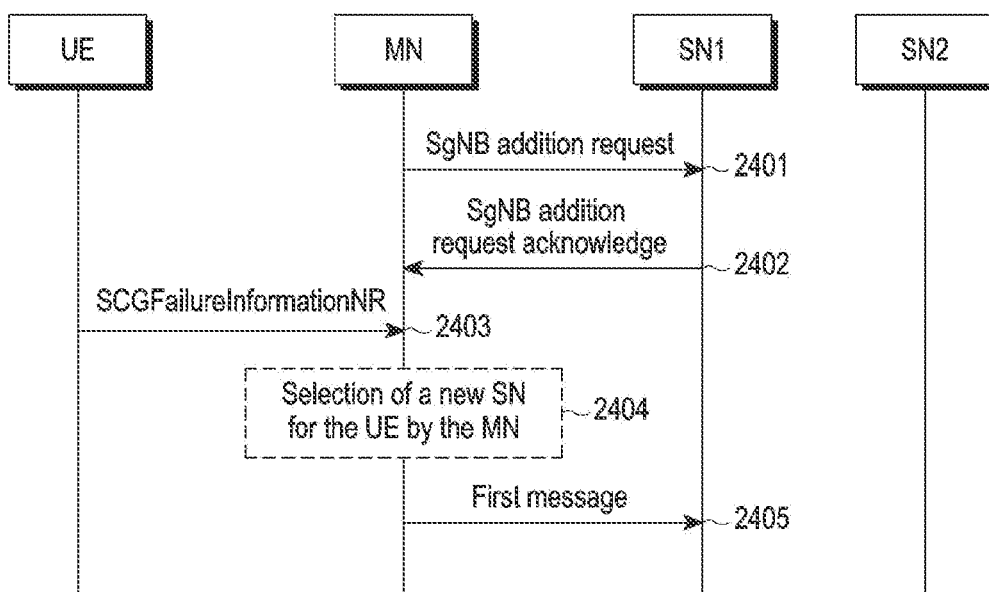 UE
MN
SN1
SN2
SgNB addition request
2401
SgNB addition
request acknowledge
2402
SCGFailureInformationNR
2403
Selection of a new SN
for the UE by the MN
2404
First message
2405